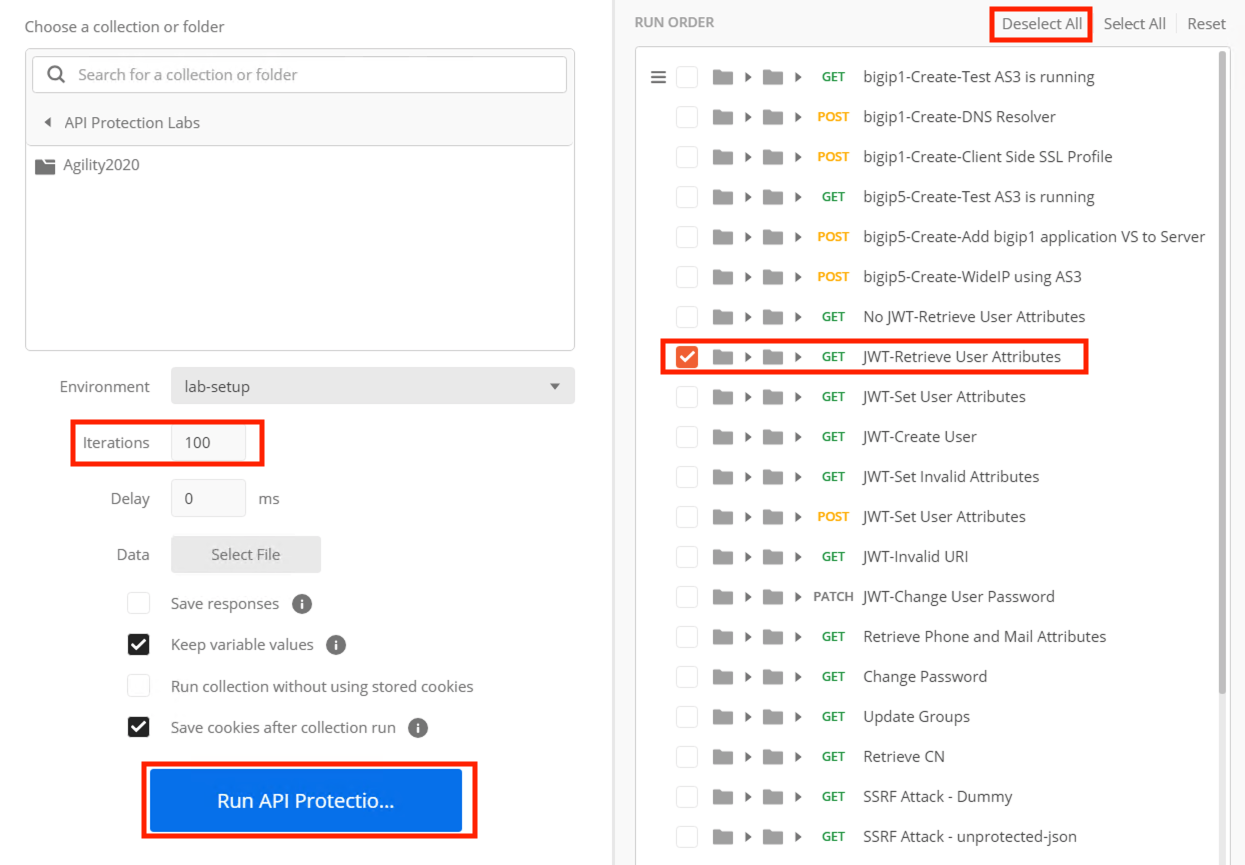 Choose a collection or folder
Search for a collection or folder
API Protection Labs
Agility2020
Environment lab-setup
Iterations 100
Delay 0 ms
Data Select File
Save responses
Keep variable values
Run collection without using stored cookies
Save cookies after collection run
Run API Protectio...
RUN ORDER Deselect All Select All Reset
GET bigip1-Create-Test AS3 is running
POST bigip1-Create-DNS Resolver
POST bigip1-Create-Client Side SSL Profile
GET bigip5-Create-Test AS3 is running
POST bigip5-Create-Add bigip1 application VS to Server
POST bigip5-Create-WideIP using AS3
GET No JWT-Retrieve User Attributes
GET JWT-Retrieve User Attributes
GET JWT-Set User Attributes
GET JWT-Create User
GET JWT-Set Invalid Attributes
POST JWT-Set User Attributes
GET JWT-Invalid URI
PATCH JWT-Change User Password
GET Retrieve Phone and Mail Attributes
GET Change Password
GET Update Groups
GET Retrieve CN
GET SSRF Attack - Dummy
GET SSRF Attack - unprotected-json